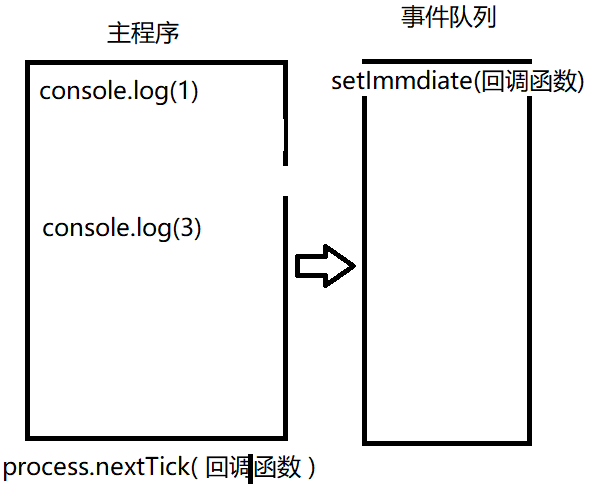 主程序
事件队列
console.log(1)
setImmdiate(回调函数)
console.log(3)
process.nextTick( 回调函数 )